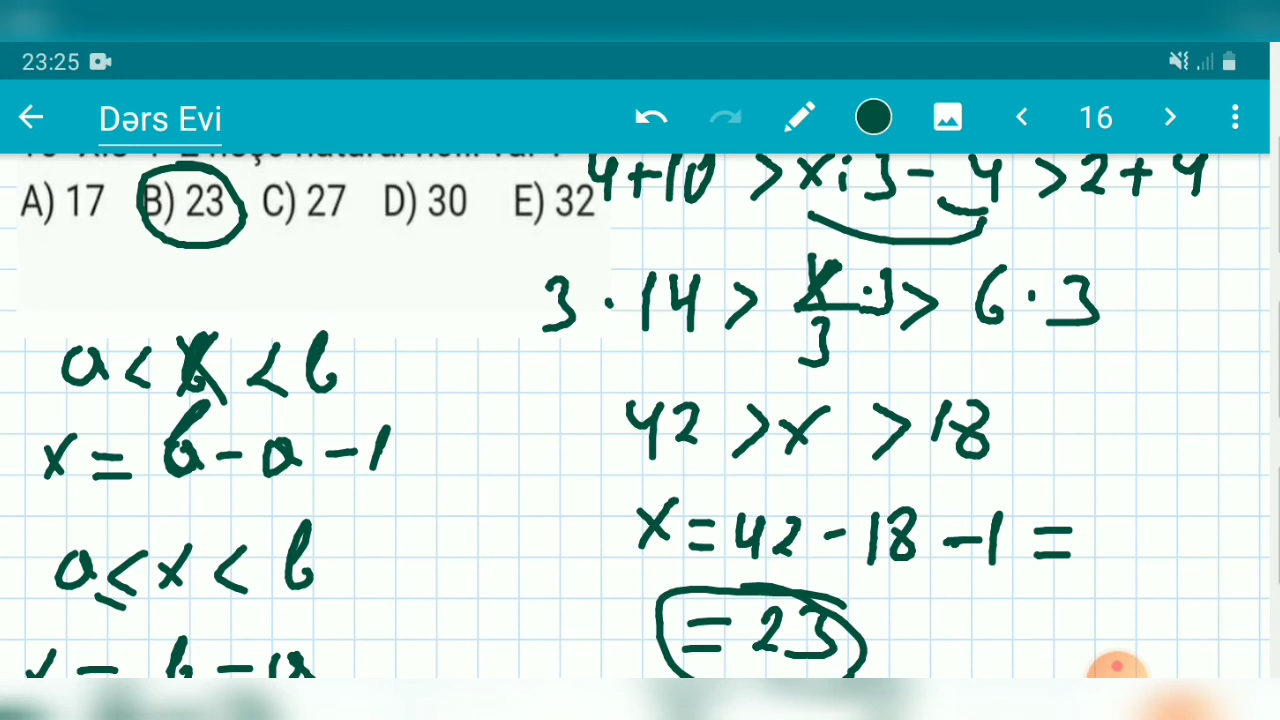 23:25
Dərs Evi 16
A) 17 B) 23 C) 27 D) 30 E) 32
4+10 > x:3 - 4 > 2 + 4
3 · 14 > x/3 · 3 > 6 · 3
a < x < b
42 > x > 18
x = b - a - 1
x = 42 - 18 - 1 =
a ≤ x < b
= 23
x = b - a